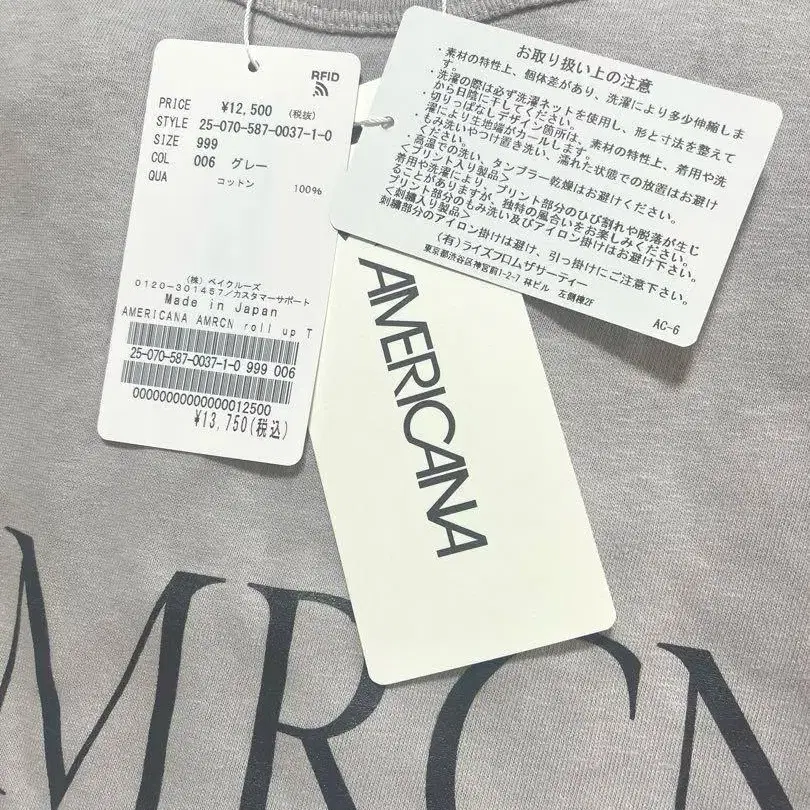 RFID
PRICE ¥12,500 (税抜)
STYLE 25-070-587-0037-1-0
SIZE 999
COL 006 グレー
QUA コットン 100%
(株)ベイクルーズ
0120-301457/カスタマーサポート
Made in Japan
AMERICANA AMRCN roll up T
25-070-587-0037-1-0 999 006
00000000000000012500
¥13,750(税込)
お取り扱い上の注意
・素材の特性上、個体差があり、洗濯により多少伸縮しま
す。
・洗濯の際は必ず洗濯ネットを使用し、形と寸法を整えて
から日陰に干してください。
・切りっぱなしデザイン箇所は、素材の特性上、着用や洗
濯により生地端がカールします。
・もみ洗いやつけ置き洗い、濡れた状態での放置はお避け
ください。
・高温での洗い、タンブラー乾燥はお避けください。
<プリント入り製品>
着用や洗濯により、プリント部分のひび割れや脱落が生じ
ることがありますが、独特の風合いをお楽しみください。
プリント部分のもみ洗い及びアイロン掛けはお避け下さい。
<刺繍入り製品>
刺繍部分のアイロン掛けは避け、引っ掛けにご注意下さい。
(有)ライズフロムザサーティー
東京都渋谷区神宮前1-2-7 林ビル 左側棟2F
AC-6
AMERICANA
MRCN